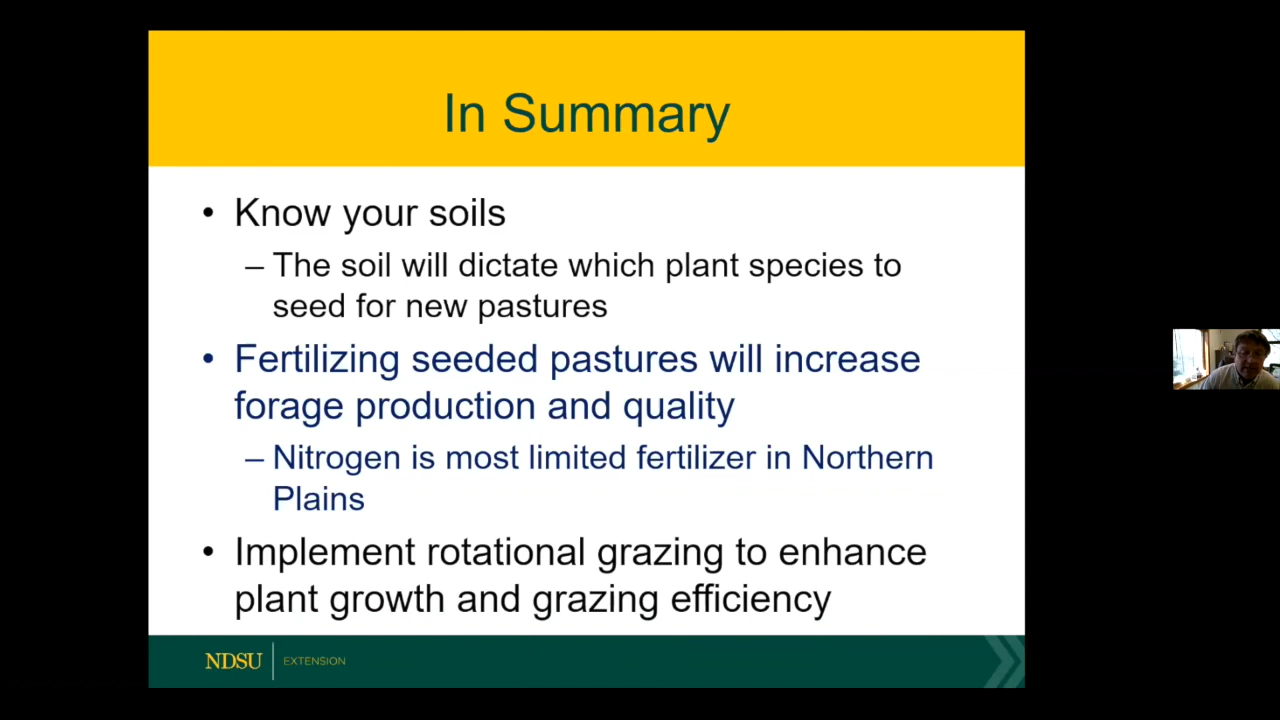 In Summary
• Know your soils
– The soil will dictate which plant species to
seed for new pastures
• Fertilizing seeded pastures will increase
forage production and quality
– Nitrogen is most limited fertilizer in Northern
Plains
• Implement rotational grazing to enhance
plant growth and grazing efficiency
NDSU EXTENSION